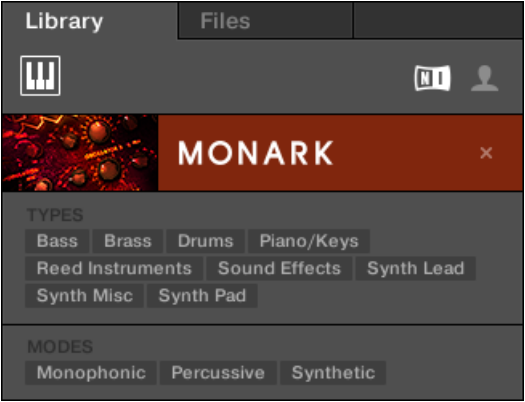 Library Files
NI
MONARK ×
TYPES
Bass Brass Drums Piano/Keys
Reed Instruments Sound Effects Synth Lead
Synth Misc Synth Pad
MODES
Monophonic Percussive Synthetic